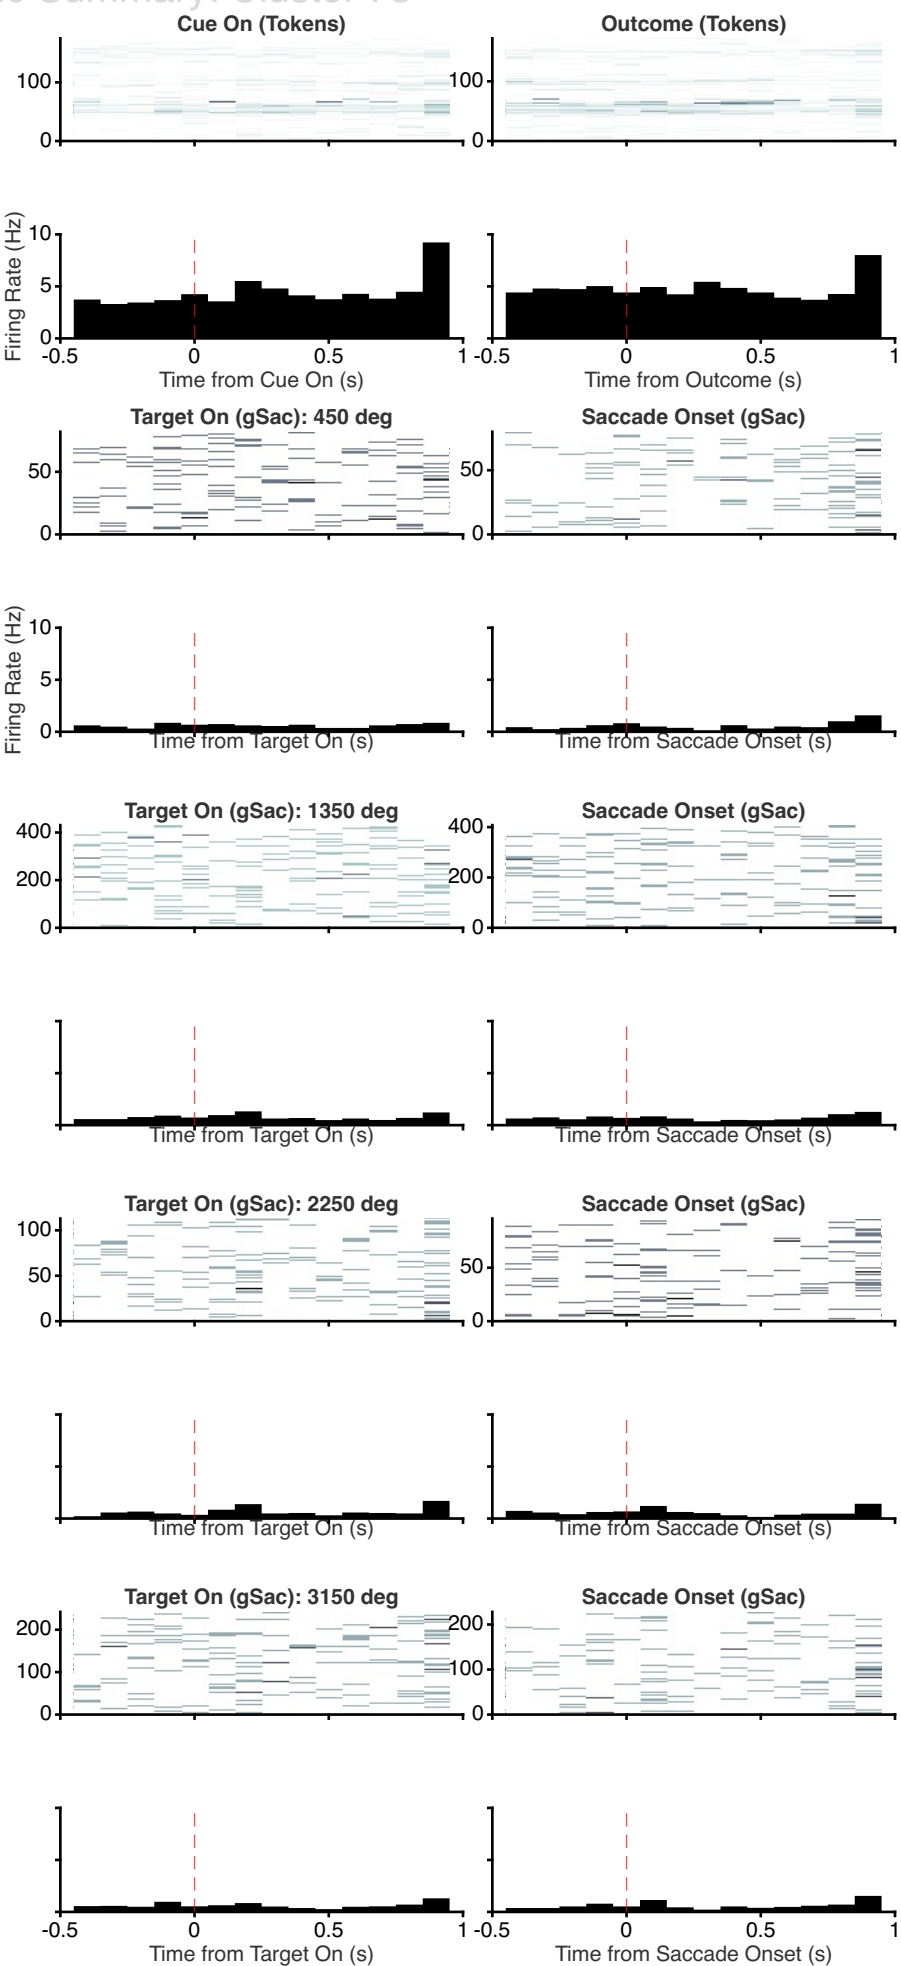 Summary: Cluster
Cue On (Tokens) Outcome (Tokens)
100 100
0 0
10
5
0
Firing Rate (Hz)
-0.5 0 0.5 1 -0.5 0 0.5 1
Time from Cue On (s) Time from Outcome (s)
Target On (gSac): 450 deg Saccade Onset (gSac)
50 50
0 0
10
5
0
Firing Rate (Hz)
Time from Target On (s) Time from Saccade Onset (s)
Target On (gSac): 1350 deg Saccade Onset (gSac)
400 400
200 200
0 0
Time from Target On (s) Time from Saccade Onset (s)
Target On (gSac): 2250 deg Saccade Onset (gSac)
100
50 50
0 0
Time from Target On (s) Time from Saccade Onset (s)
Target On (gSac): 3150 deg Saccade Onset (gSac)
200 200
100 100
0 0
-0.5 0 0.5 1 -0.5 0 0.5 1
Time from Target On (s) Time from Saccade Onset (s)